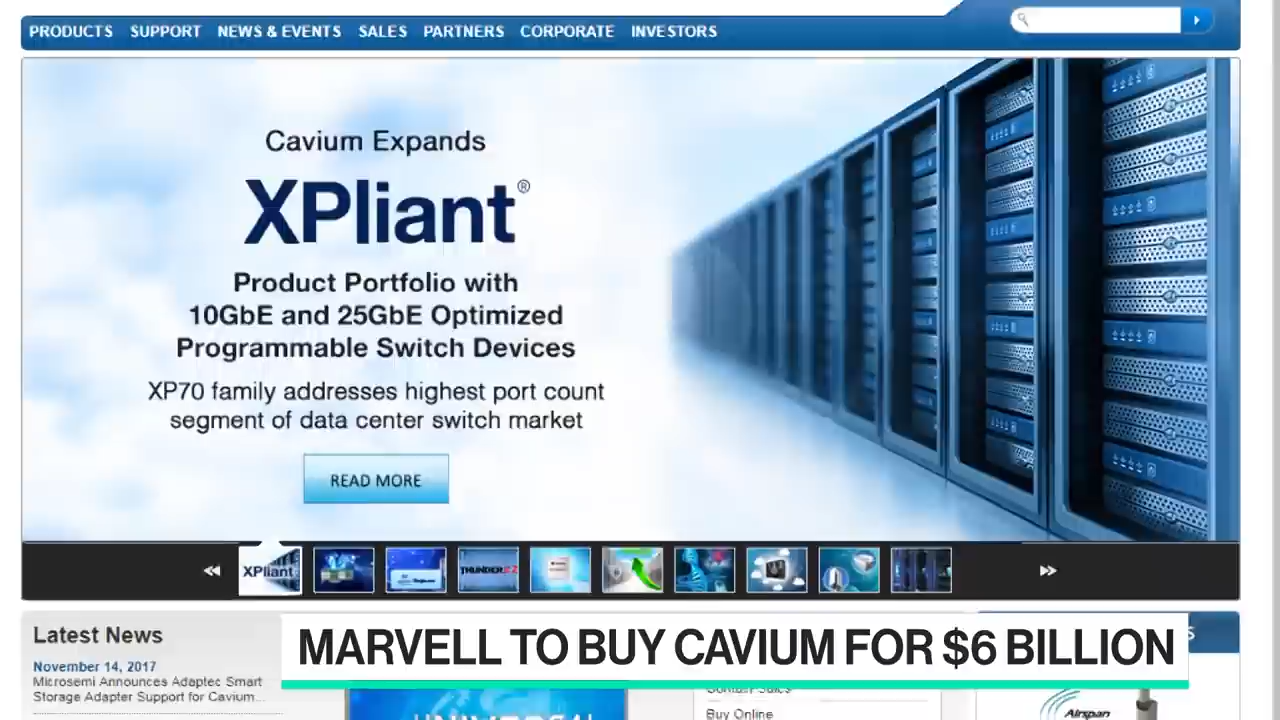 PRODUCTS SUPPORT NEWS & EVENTS SALES PARTNERS CORPORATE INVESTORS
Cavium Expands
XPliant®
Product Portfolio with
10GbE and 25GbE Optimized
Programmable Switch Devices
XP70 family addresses highest port count
segment of data center switch market
READ MORE
XPliant
THUNDERX2
Latest News
MARVELL TO BUY CAVIUM FOR $6 BILLION
November 14, 2017
Microsemi Announces Adaptec Smart
Storage Adapter Support for Cavium...
Buy Online
Airspan